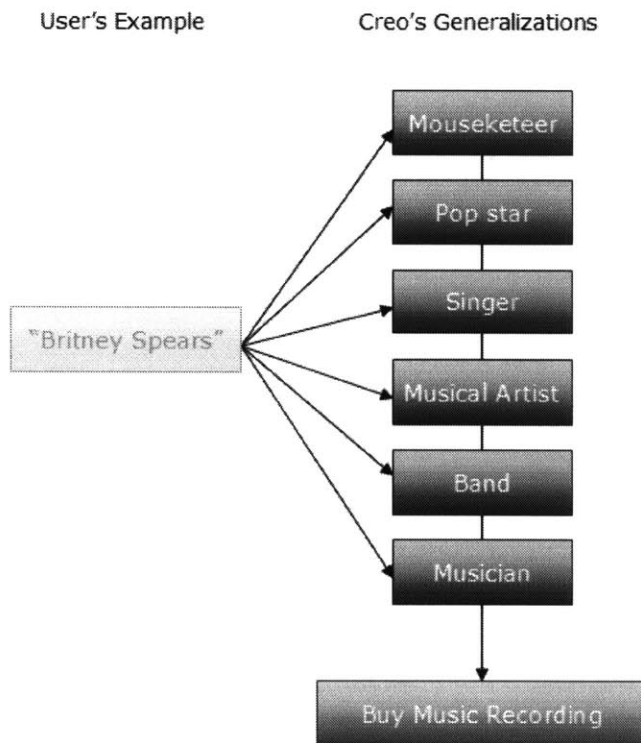 User's Example
Creo's Generalizations
Mouseketeer
Pop star
Singer
"Britney Spears"
Musical Artist
Band
Musician
Buy Music Recording